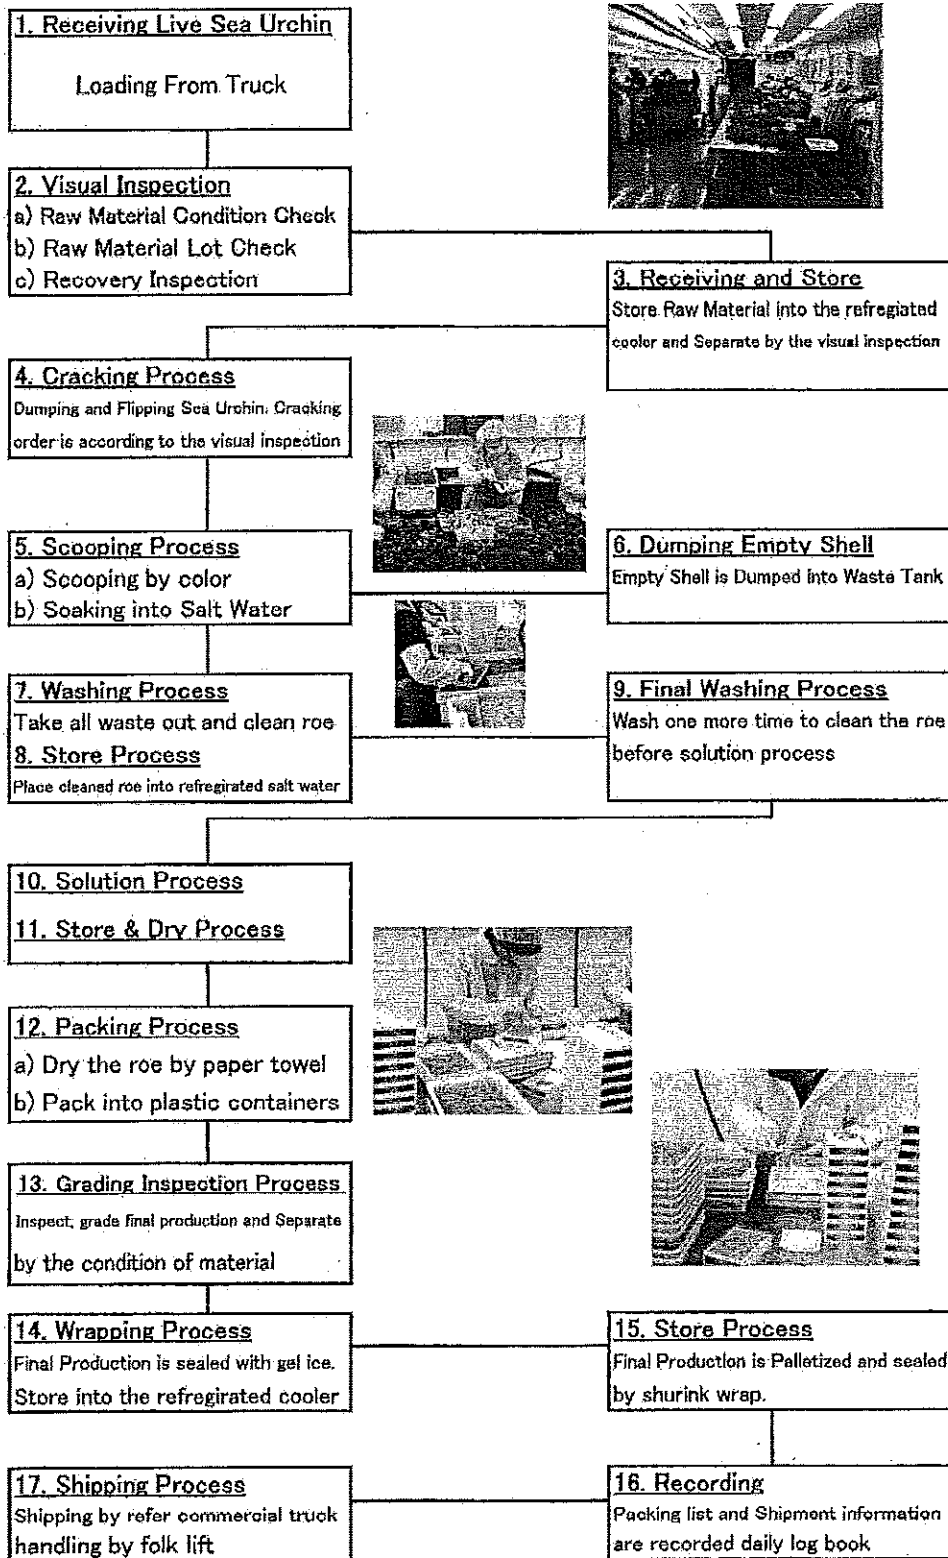 1. Receiving Live Sea Urchin
Loading From Truck
2. Visual Inspection
a) Raw Material Condition Check
b) Raw Material Lot Check
c) Recovery Inspection
3. Receiving and Store
Store Raw Material into the refregiated
cooler and Separate by the visual inspection
4. Cracking Process
Dumping and Flipping Sea Urchin. Cracking
order is according to the visual inspection
5. Scooping Process
a) Scooping by color
b) Soaking into Salt Water
6. Dumping Empty Shell
Empty Shell is Dumped into Waste Tank
7. Washing Process
Take all waste out and clean roe
8. Store Process
Place cleaned roe into refregirated salt water
9. Final Washing Process
Wash one more time to clean the roe
before solution process
10. Solution Process
11. Store & Dry Process
12. Packing Process
a) Dry the roe by paper towel
b) Pack into plastic containers
13. Grading Inspection Process
Inspect, grade final production and Separate
by the condition of material
14. Wrapping Process
Final Production is sealed with gel ice.
Store into the refregirated cooler
15. Store Process
Final Production is Palletized and sealed
by shurink wrap.
16. Recording
Packing list and Shipment information
are recorded daily log book
17. Shipping Process
Shipping by refer commercial truck
handling by folk lift